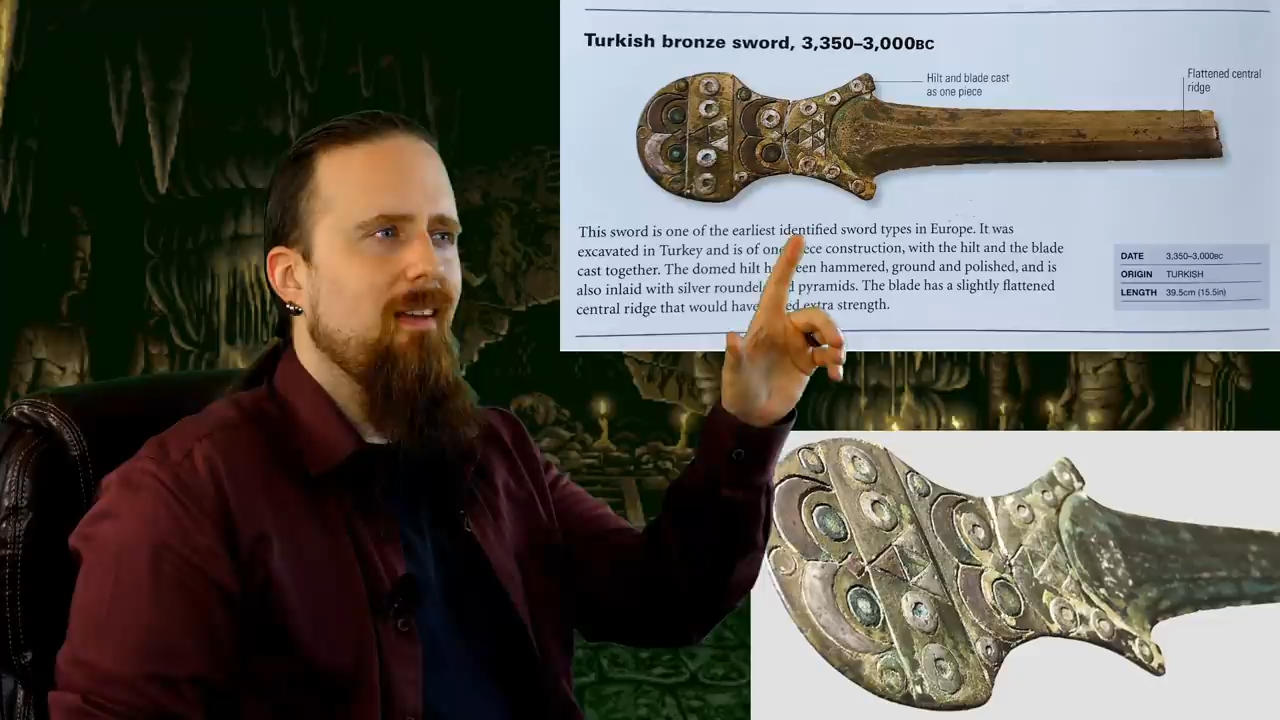 Turkish bronze sword, 3,350–3,000BC
Hilt and blade cast
as one piece
Flattened central
ridge
This sword is one of the earliest identified sword types in Europe. It was
excavated in Turkey and is of one construction, with the hilt and the blade
cast together. The domed hilt hammered, ground and polished, and is
also inlaid with silver roundels pyramids. The blade has a slightly flattened
central ridge that would have extra strength.
DATE 3,350–3,000BC
ORIGIN TURKISH
LENGTH 39.5cm (15.5in)